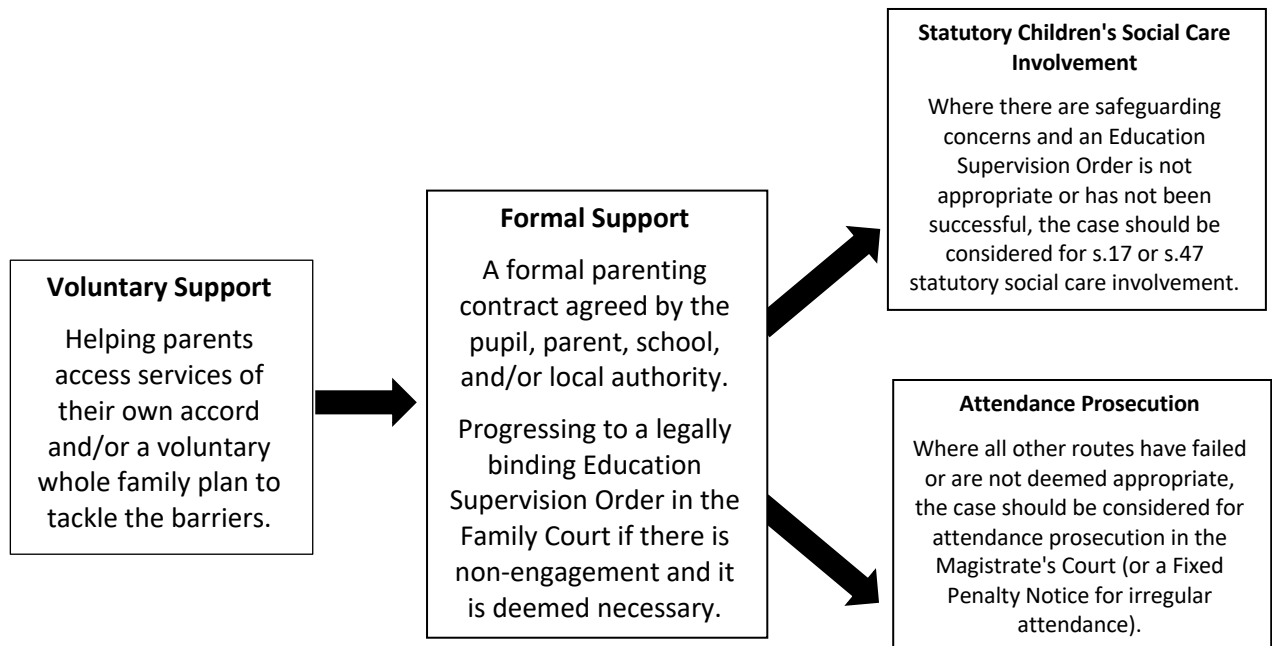 Voluntary Support
Helping parents
access services of
their own accord
and/or a voluntary
whole family plan to
tackle the barriers.
Formal Support
A formal parenting
contract agreed by the
pupil, parent, school,
and/or local authority.
Progressing to a legally
binding Education
Supervision Order in the
Family Court if there is
non-engagement and it
is deemed necessary.
Statutory Children's Social Care
Involvement
Where there are safeguarding
concerns and an Education
Supervision Order is not
appropriate or has not been
successful, the case should be
considered for s.17 or s.47
statutory social care involvement.
Attendance Prosecution
Where all other routes have failed
or are not deemed appropriate,
the case should be considered for
attendance prosecution in the
Magistrate's Court (or a Fixed
Penalty Notice for irregular
attendance).